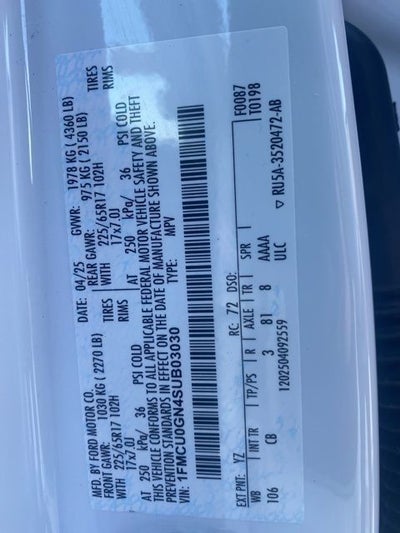 MFD. BY FORD MOTOR CO.
DATE: 04/25 GVWR: 1978 KG ( 4360 LB)
FRONT GAWR: 1030 KG ( 2270 LB) REAR GAWR: 975 KG ( 2150 LB)
WITH 225/65R17 102H TIRES WITH 225/65R17 102H TIRES
17x7.0J RIMS 17x7.0J RIMS
AT 250 kPa/ 36 PSI COLD AT 250 kPa/ 36 PSI COLD
THIS VEHICLE CONFORMS TO ALL APPLICABLE FEDERAL MOTOR VEHICLE SAFETY AND THEFT
PREVENTION STANDARDS IN EFFECT ON THE DATE OF MANUFACTURE SHOWN ABOVE.
VIN: 1FMCU0GN4SUB03030 TYPE: MPV
F0087
T0198
EXT PNT: YZ RC: 72 DSO:
WB INT TR TP/PS R AXLE TR SPR
106 CB 3 81 8 AAAA
ULC
1202504092559 ▽ RU5A-3520472-AB